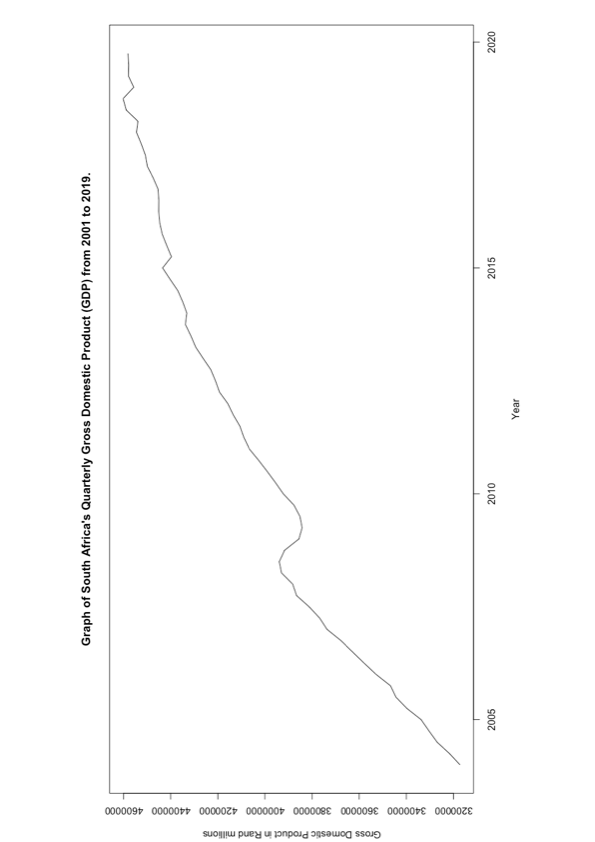 Graph of South Africa's Quarterly Gross Domestic Product (GDP) from 2001 to 2019.
Gross Domestic Product in Rand millions
3200000 3400000 3600000 3800000 4000000 4200000 4400000 4600000
2005 2010 2015 2020
Year